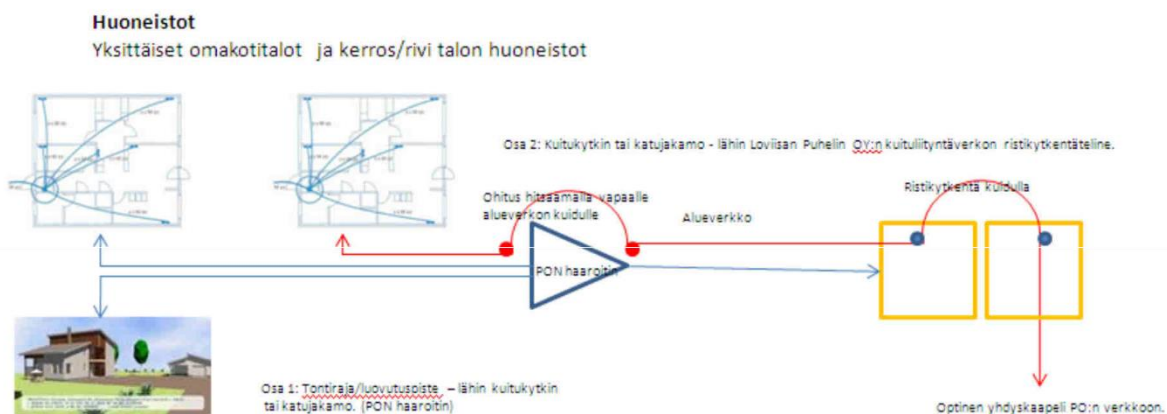 Huoneistot
Yksittäiset omakotitalot ja kerros/rivi talon huoneistot
Osa 2: Kuitukytkin tai katujakamo - lähin Loviisan Puhelin OY:n kuituliityntäverkon ristikytkentäteline.
Ohitus hitsaamalla vapaalle
alueverkon kuidulle
Alueverkko
Ristikytkentä kuidulla
PON haaroitin
Osa 1: Tontiraja/luovutuspiste – lähin kuitukytkin
tai katujakamo. (PON haaroitin)
Optinen yhdyskaapeli PO:n verkkoon.